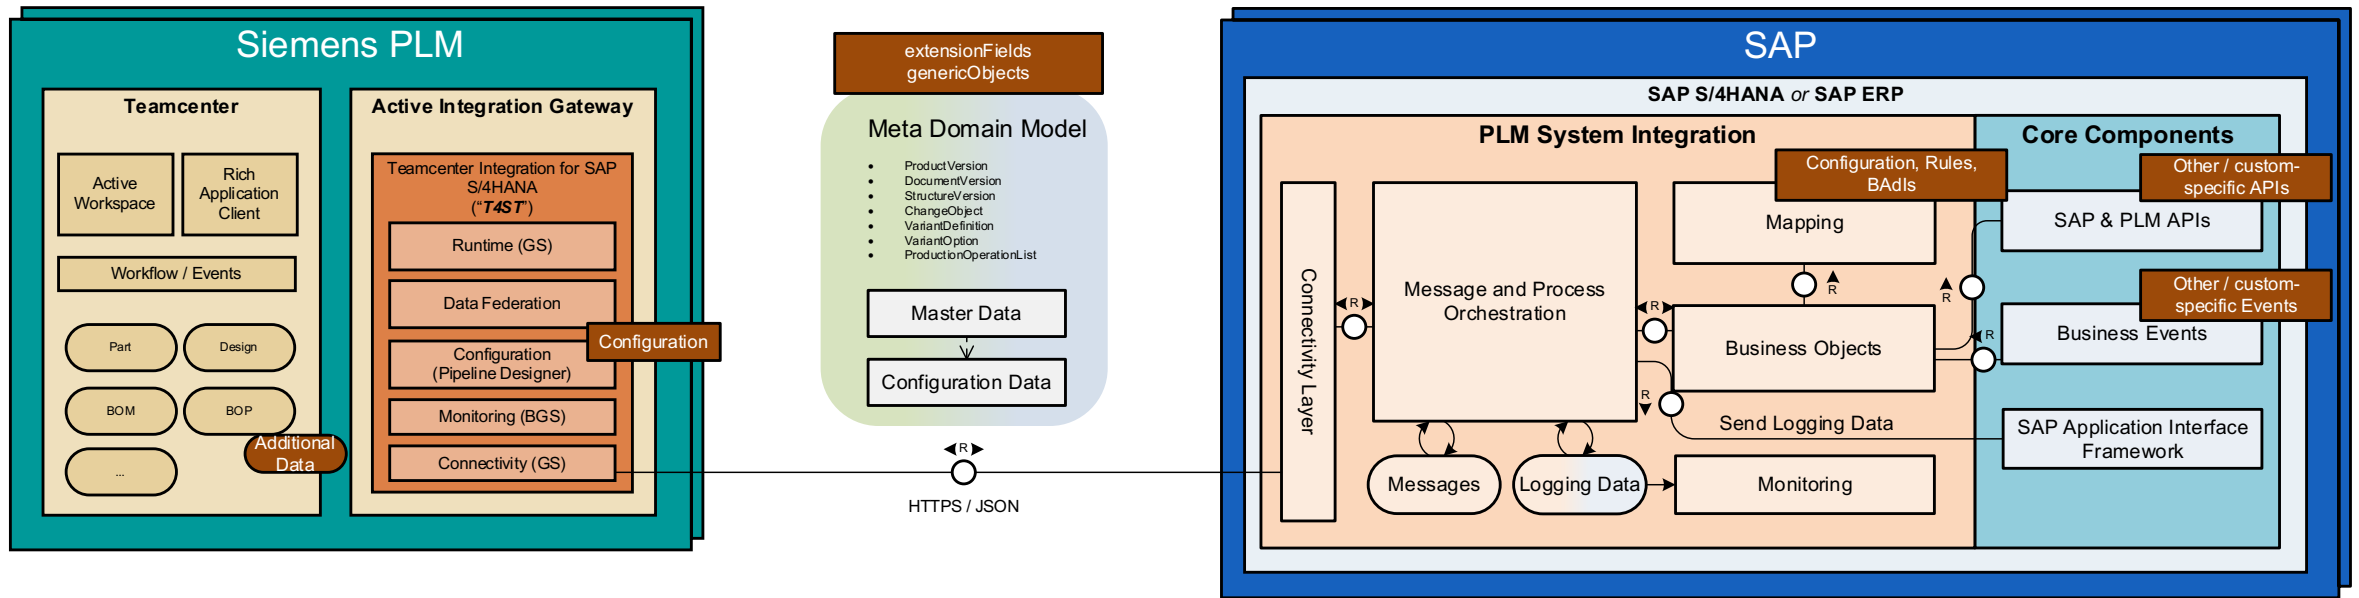 Siemens PLM
Teamcenter
Active
Workspace
Rich
Application
Client
Workflow / Events
Part
Design
BOM
BOP
...
Additional
Data
Active Integration Gateway
Teamcenter Integration for SAP
S/4HANA
("T4ST")
Runtime (GS)
Data Federation
Configuration
Configuration
(Pipeline Designer)
Monitoring (BGS)
Connectivity (GS)
extensionFields
genericObjects
Meta Domain Model
• ProductVersion
• DocumentVersion
• StructureVersion
• ChangeObject
• VariantDefinition
• VariantOption
• ProductionOperationList
Master Data
Configuration Data
R
HTTPS / JSON
SAP
SAP S/4HANA or SAP ERP
PLM System Integration
Connectivity Layer
R
Message and Process
Orchestration
R
Configuration, Rules,
BAdIs
Mapping
R
Business Objects
R
R
R
Send Logging Data
Messages
Logging Data
Monitoring
Core Components
Other / custom-
specific APIs
SAP & PLM APIs
Other / custom-
specific Events
Business Events
SAP Application Interface
Framework